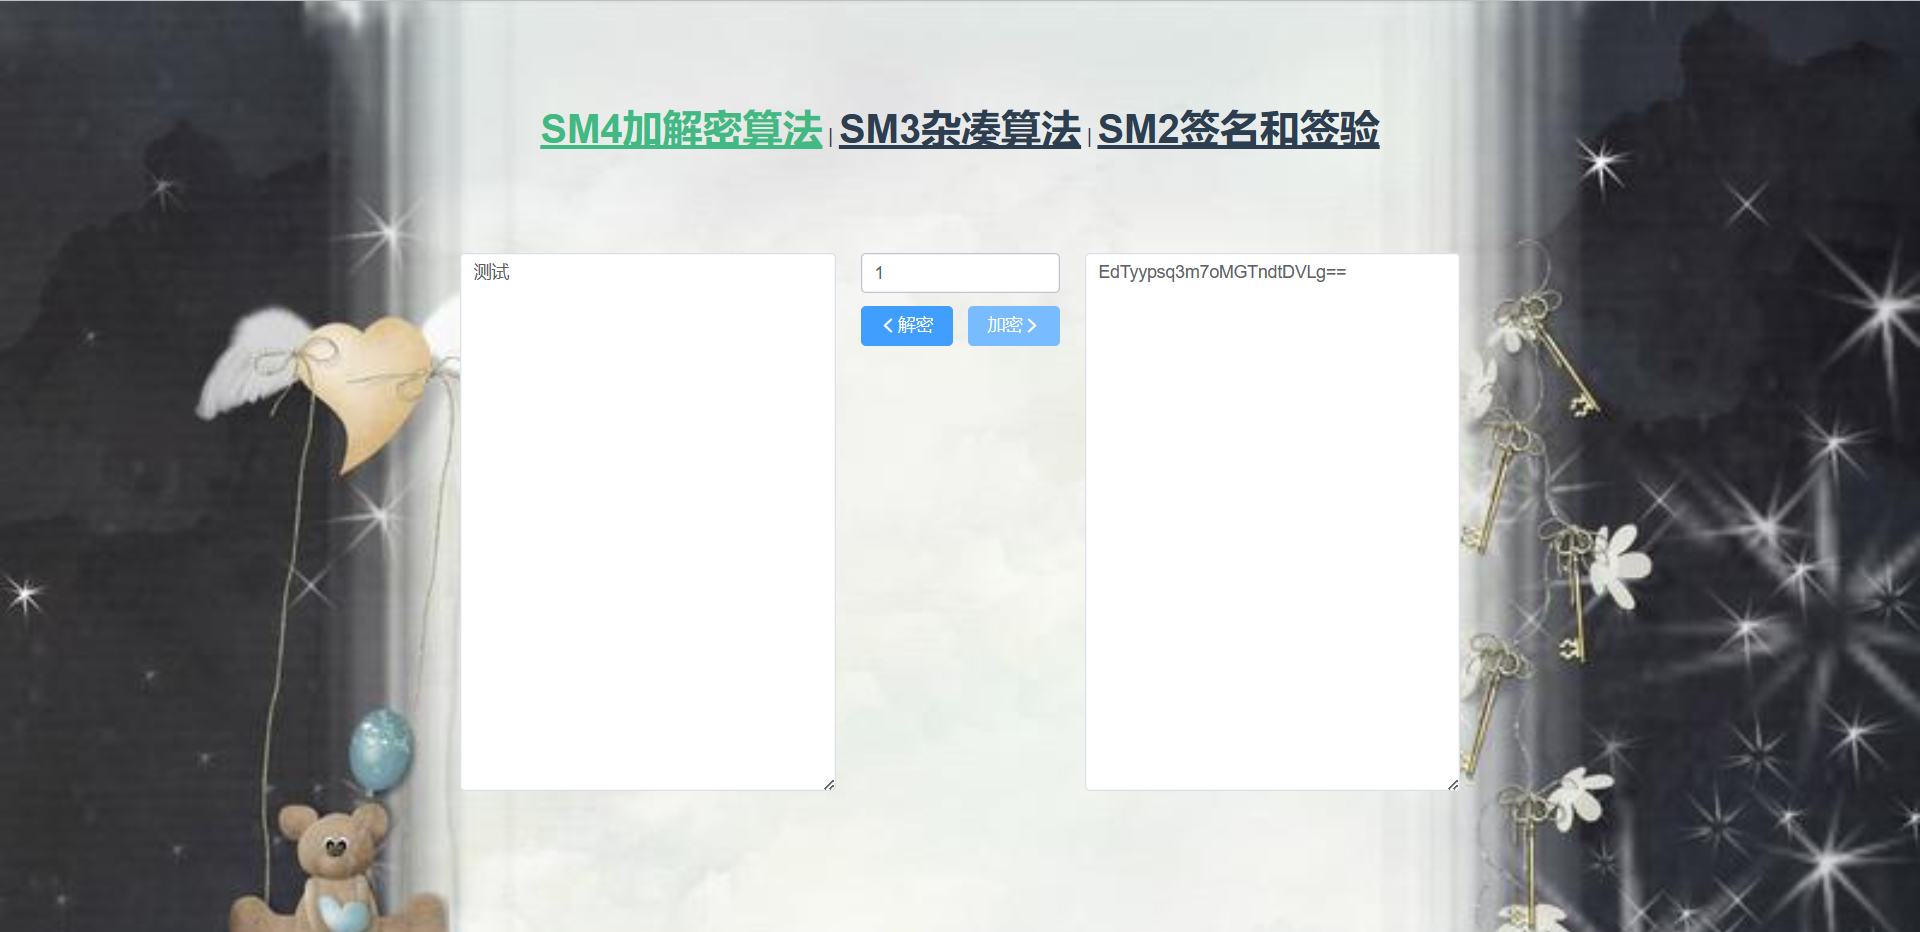 SM4加解密算法 | SM3杂凑算法 | SM2签名和签验
测试
1
< 解密
加密 >
EdTyypsq3m7oMGTndtDVLg==